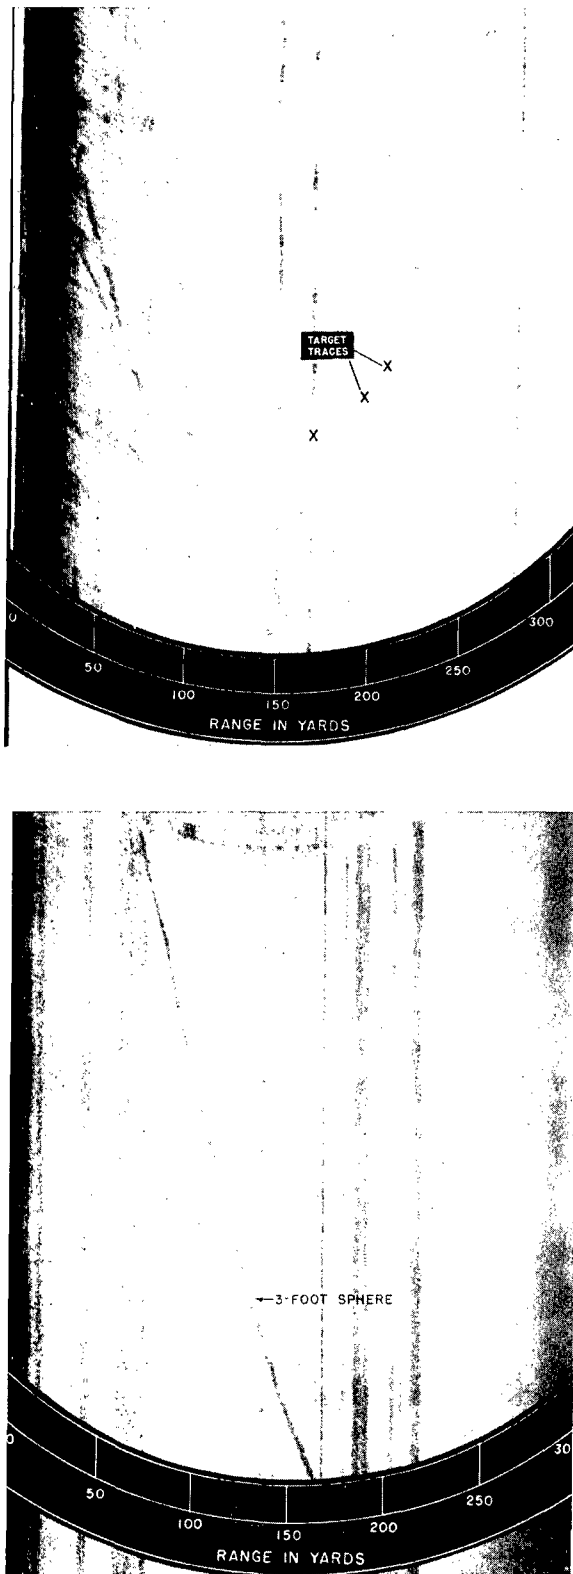 TARGET
TRACES
X
X
X
0
50
100
150
200
250
300
RANGE IN YARDS
3-FOOT SPHERE
0
50
100
150
200
250
30
RANGE IN YARDS